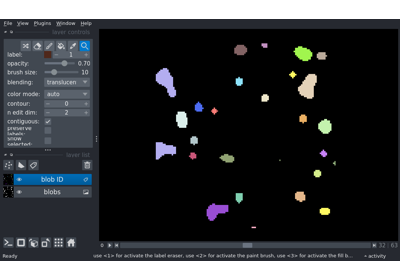 File View Plugins Window Help
layer controls
label: 1
opacity: 0.70
brush size: 10
blending: translucen
color mode: auto
contour: 0
n edit dim: 2
contiguous: ✓
preserve labels:
show selected:
layer list
blob ID
blobs
32 63
Ready
use <1> for activate the label eraser, use <2> for activate the paint brush, use <3> for activate the fill b...
activity